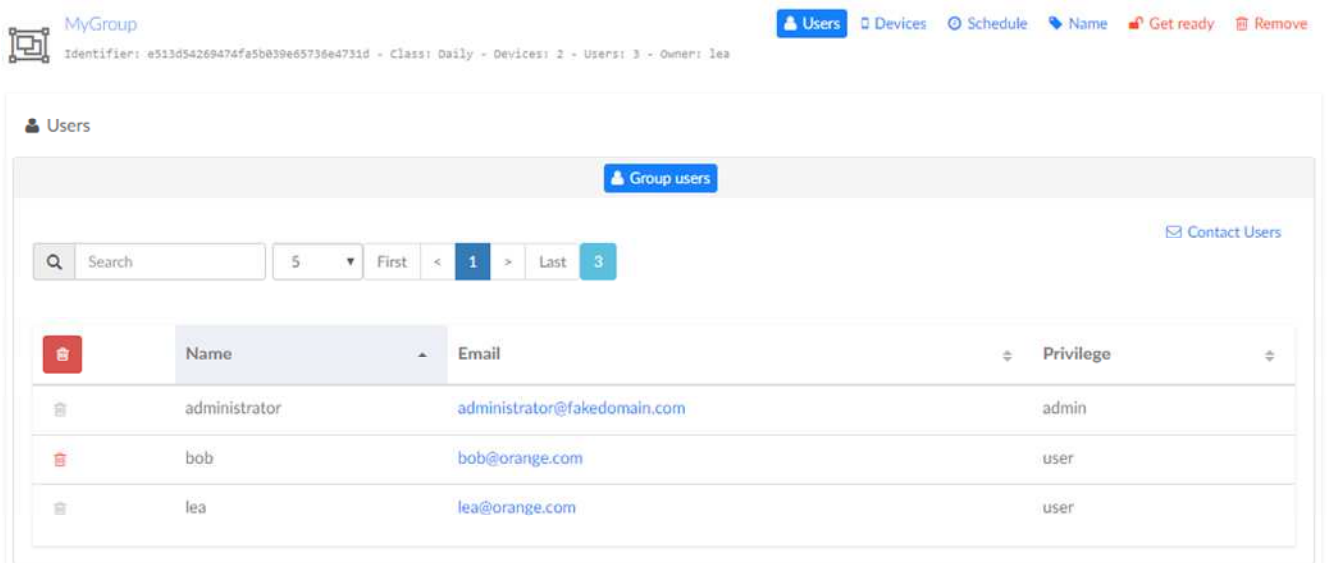 MyGroup
Users Devices Schedule Name Get ready Remove
Identifier: e513d54269474fa5b039e65736e4731d - Class: Daily - Devices: 2 - Users: 3 - Owner: lea
Users
Group users
Contact Users
Search 5 First < 1 > Last 3
Name Email Privilege
administrator administrator@fakedomain.com admin
bob bob@orange.com user
lea lea@orange.com user